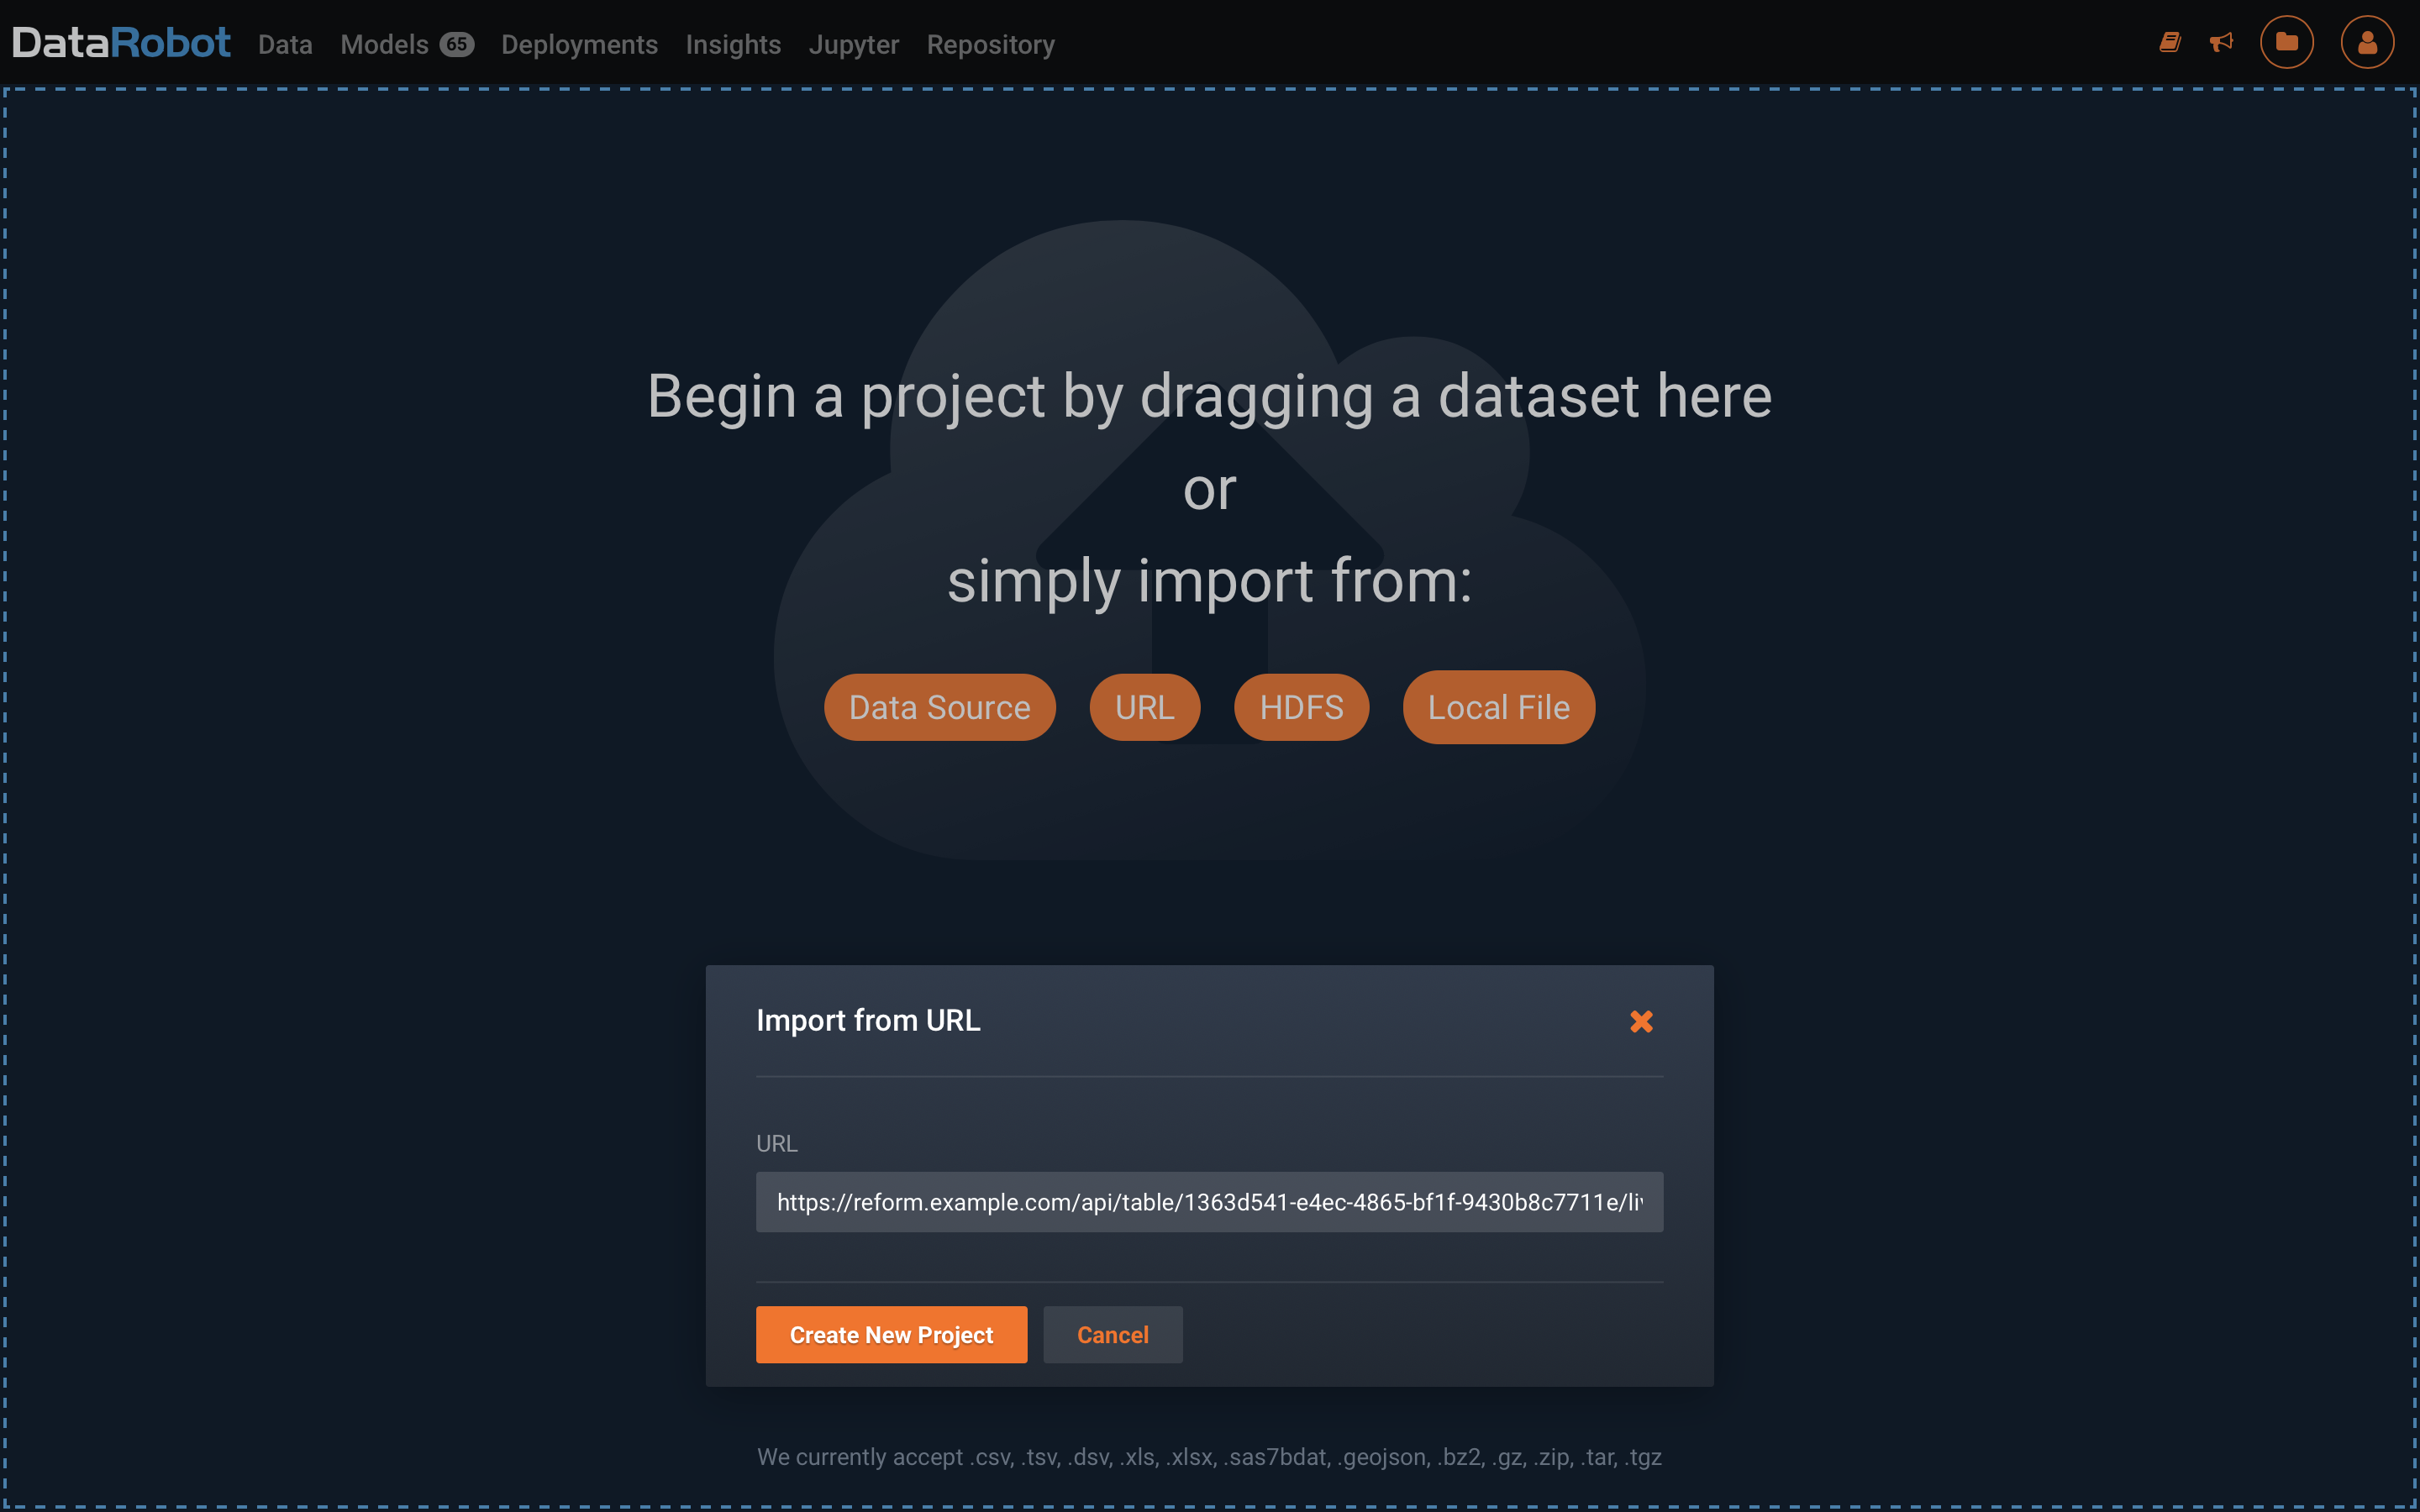 DataRobot Data Models 65 Deployments Insights Jupyter Repository
Begin a project by dragging a dataset here
or
simply import from:
Data Source URL HDFS Local File
Import from URL
URL
https://reform.example.com/api/table/1363d541-e4ec-4865-bf1f-9430b8c7711e/li
Create New Project Cancel
We currently accept .csv, .tsv, .dsv, .xls, .xlsx, .sas7bdat, .geojson, .bz2, .gz, .zip, .tar, .tgz